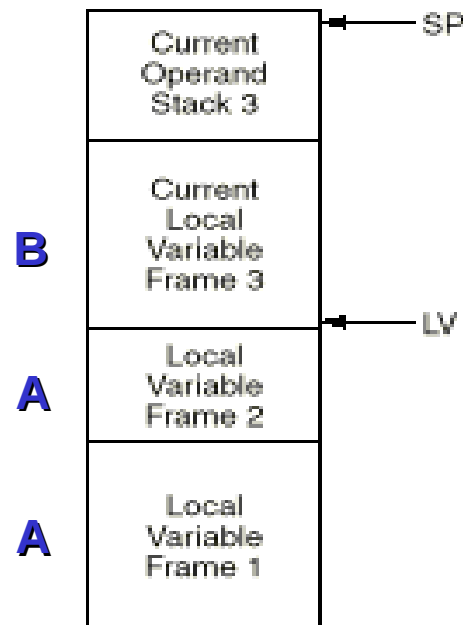 SP
Current
Operand
Stack 3
B
Current
Local
Variable
Frame 3
LV
A
Local
Variable
Frame 2
A
Local
Variable
Frame 1